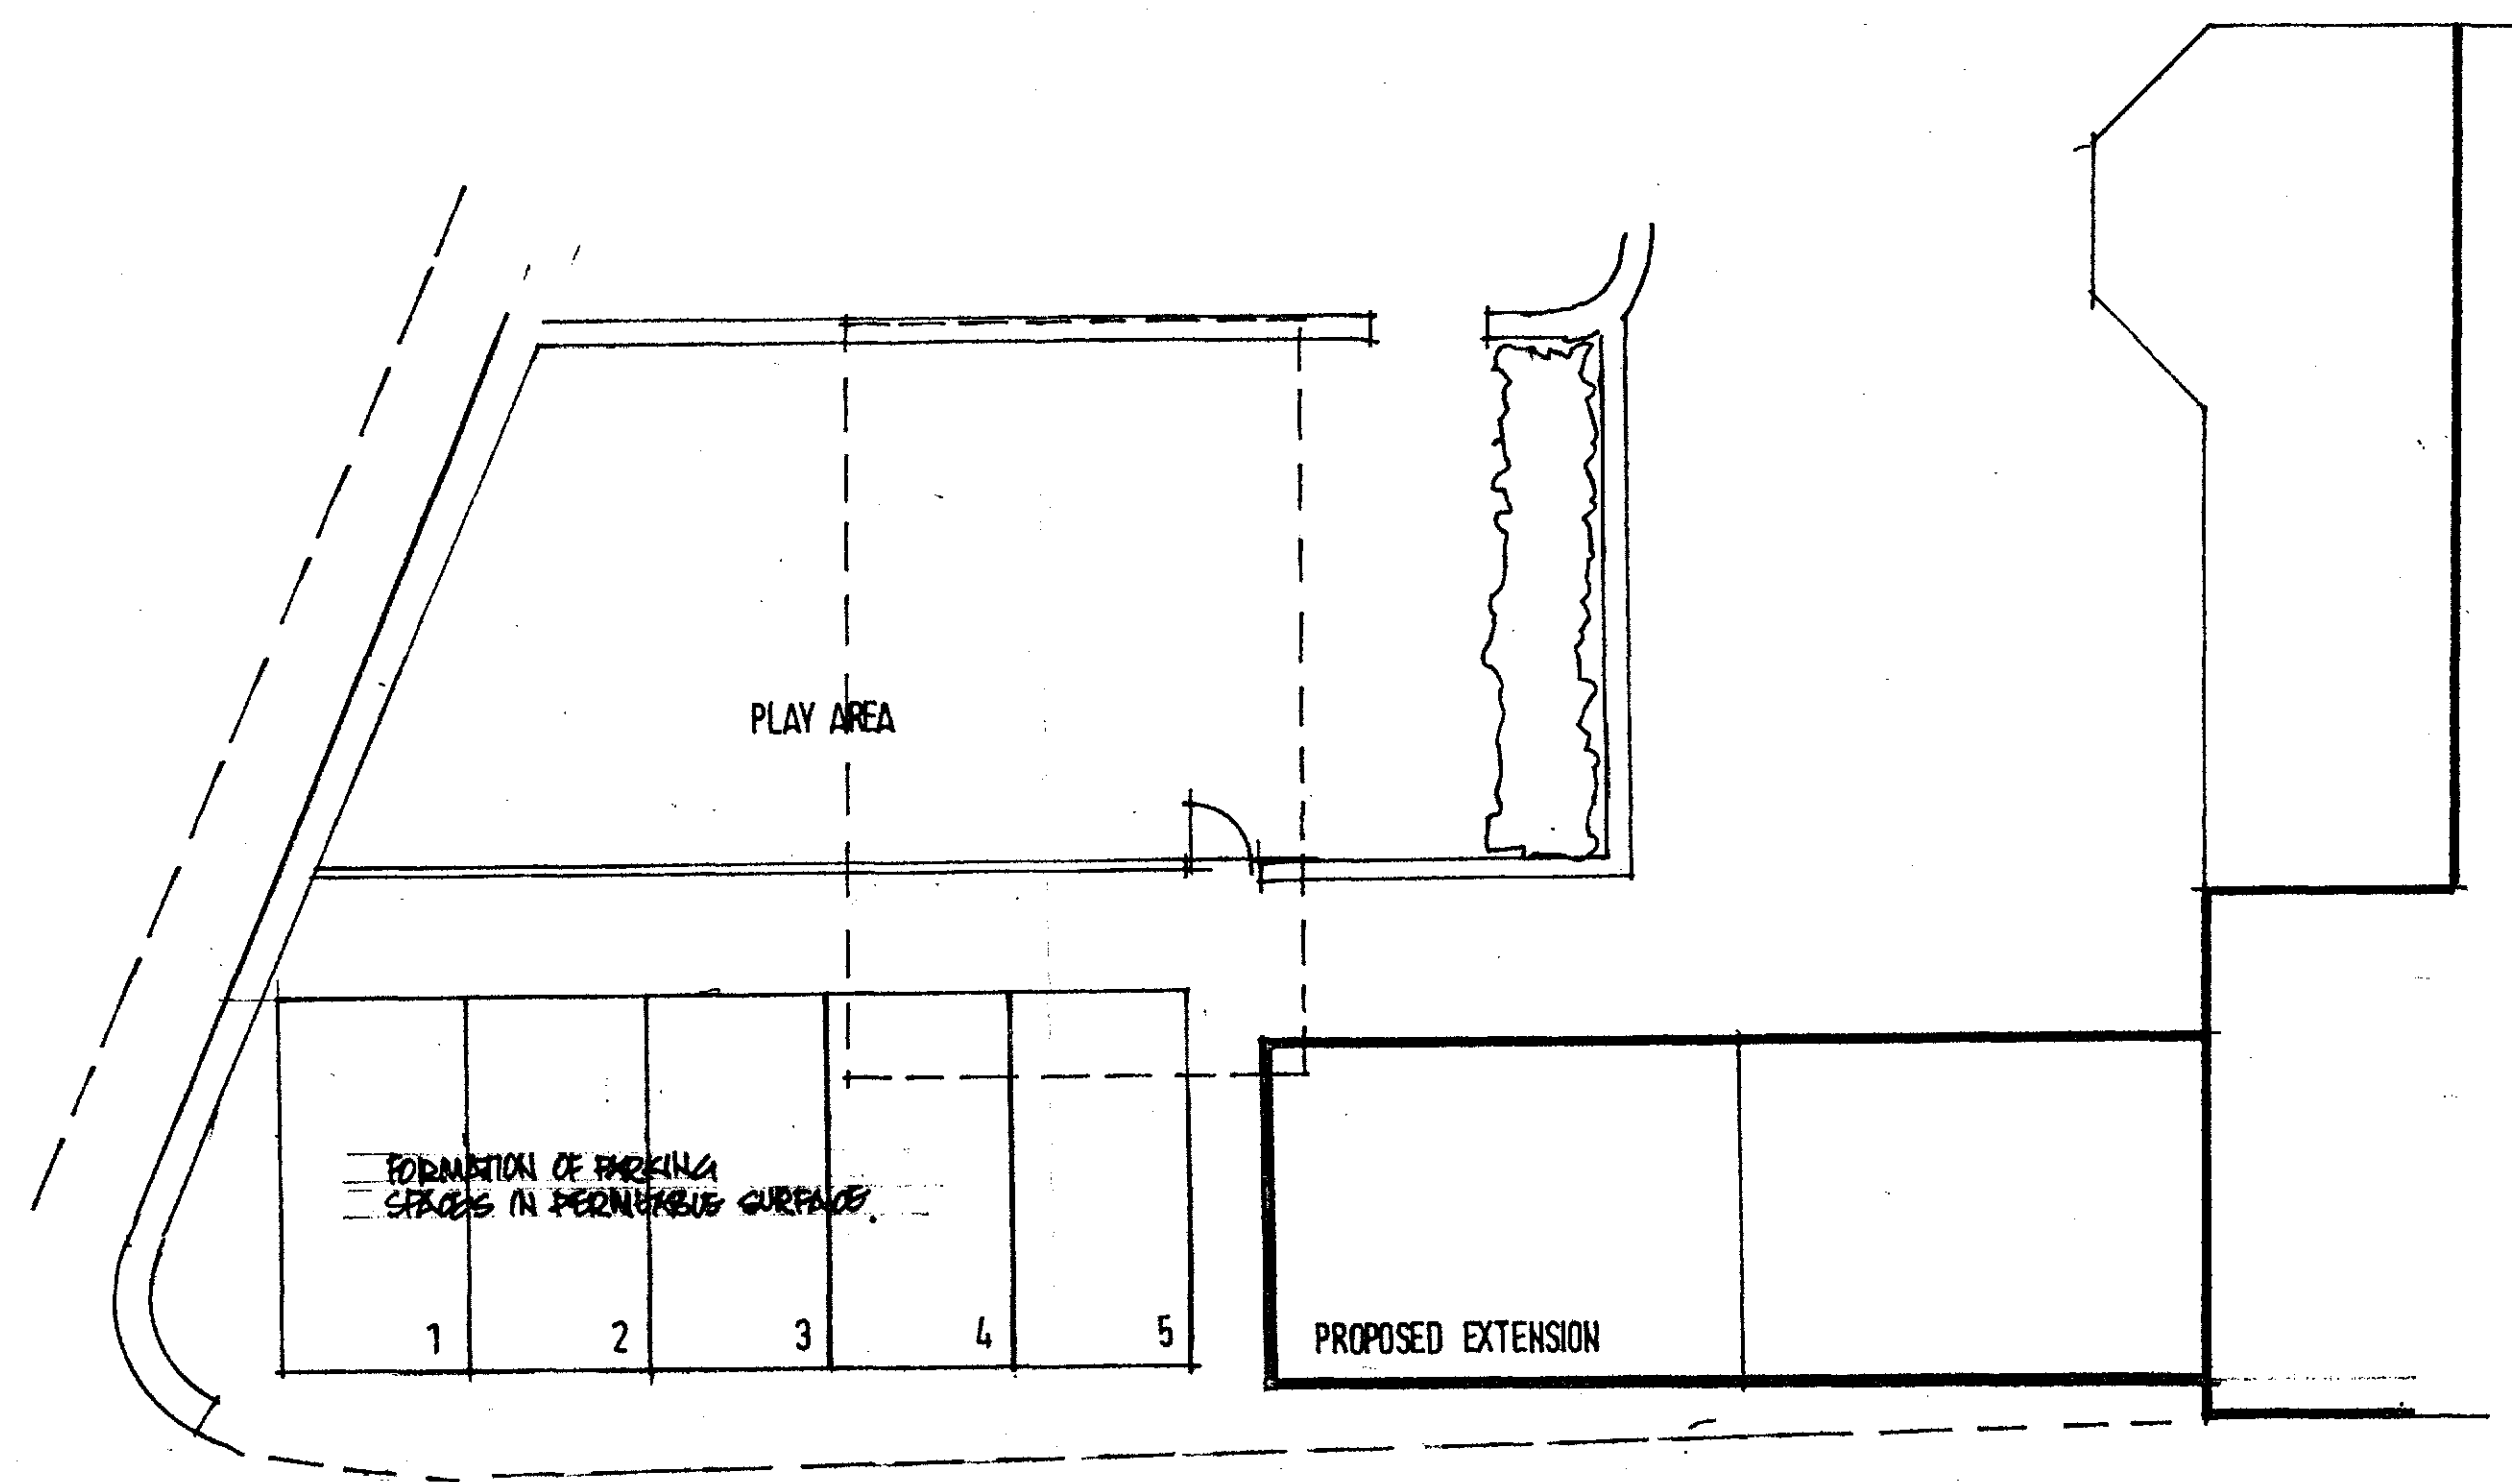 PLAY AREA
FORMATION OF PARKING
SPACES IN PERMEABLE SURFACE.
1 2 3 4 5
PROPOSED EXTENSION